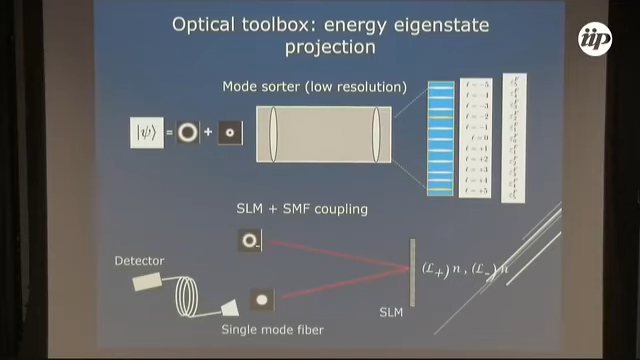 Optical toolbox: energy eigenstate
projection
iip
Mode sorter (low resolution)
|ψ⟩ = +
ℓ = −5
ℓ = −4
ℓ = −3
ℓ = −2
ℓ = −1
ℓ = 0
ℓ = +1
ℓ = +2
ℓ = +3
ℓ = +4
ℓ = +5
SLM + SMF coupling
Detector
(ℒ₊) n , (ℒ₋) n
SLM
Single mode fiber